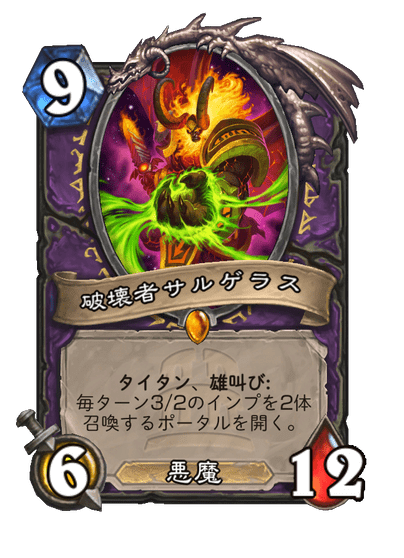 9
破壊者サルゲラス
タイタン、雄叫び:
毎ターン3/2のインプを2体
召喚するポータルを開く。
6
悪魔
12